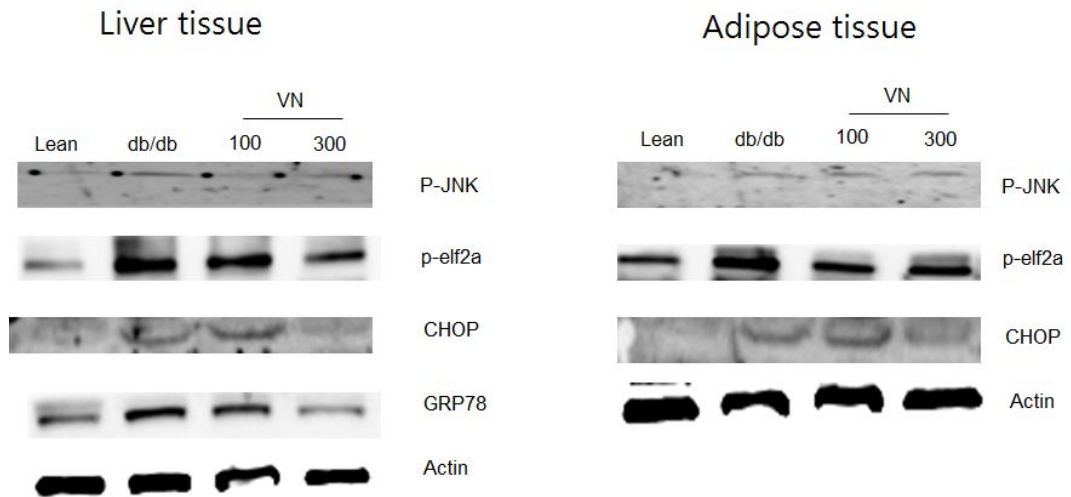 Liver tissue
VN
Lean db/db 100 300
P-JNK
p-elf2a
CHOP
GRP78
Actin
Adipose tissue
VN
Lean db/db 100 300
P-JNK
p-elf2a
CHOP
Actin